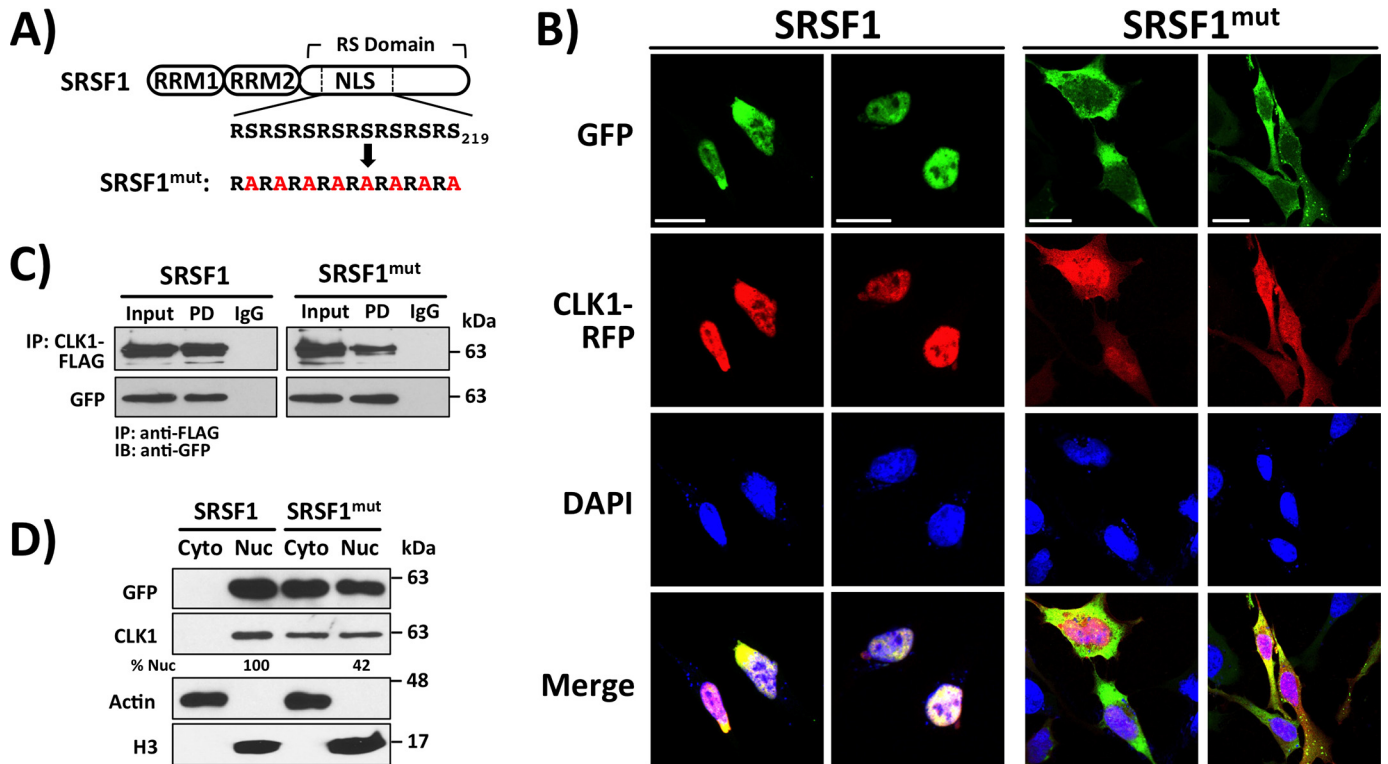 A)
RS Domain
SRSF1 RRM1 RRM2 NLS
RSRSRSRSRSRSRSRS219
SRSF1mut: RARARARARARARARA
B)
SRSF1 SRSF1mut
GFP
CLK1-
RFP
DAPI
Merge
C)
SRSF1 SRSF1mut
Input PD IgG Input PD IgG kDa
IP: CLK1-
FLAG
63
GFP 63
IP: anti-FLAG
IB: anti-GFP
D)
SRSF1 SRSF1mut
Cyto Nuc Cyto Nuc kDa
GFP 63
CLK1 63
% Nuc 100 42
Actin 48
H3 17